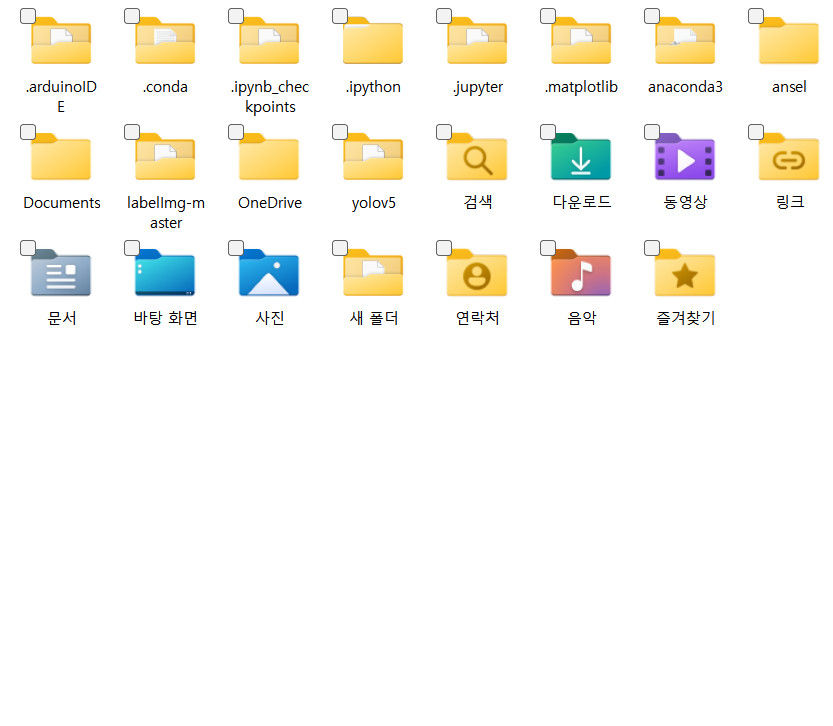 .arduinoID
E
.conda
.ipynb_chec
kpoints
.ipython
.jupyter
.matplotlib
anaconda3
ansel
Documents
labelImg-m
aster
OneDrive
yolov5
검색
다운로드
동영상
링크
문서
바탕 화면
사진
새 폴더
연락처
음악
즐겨찾기